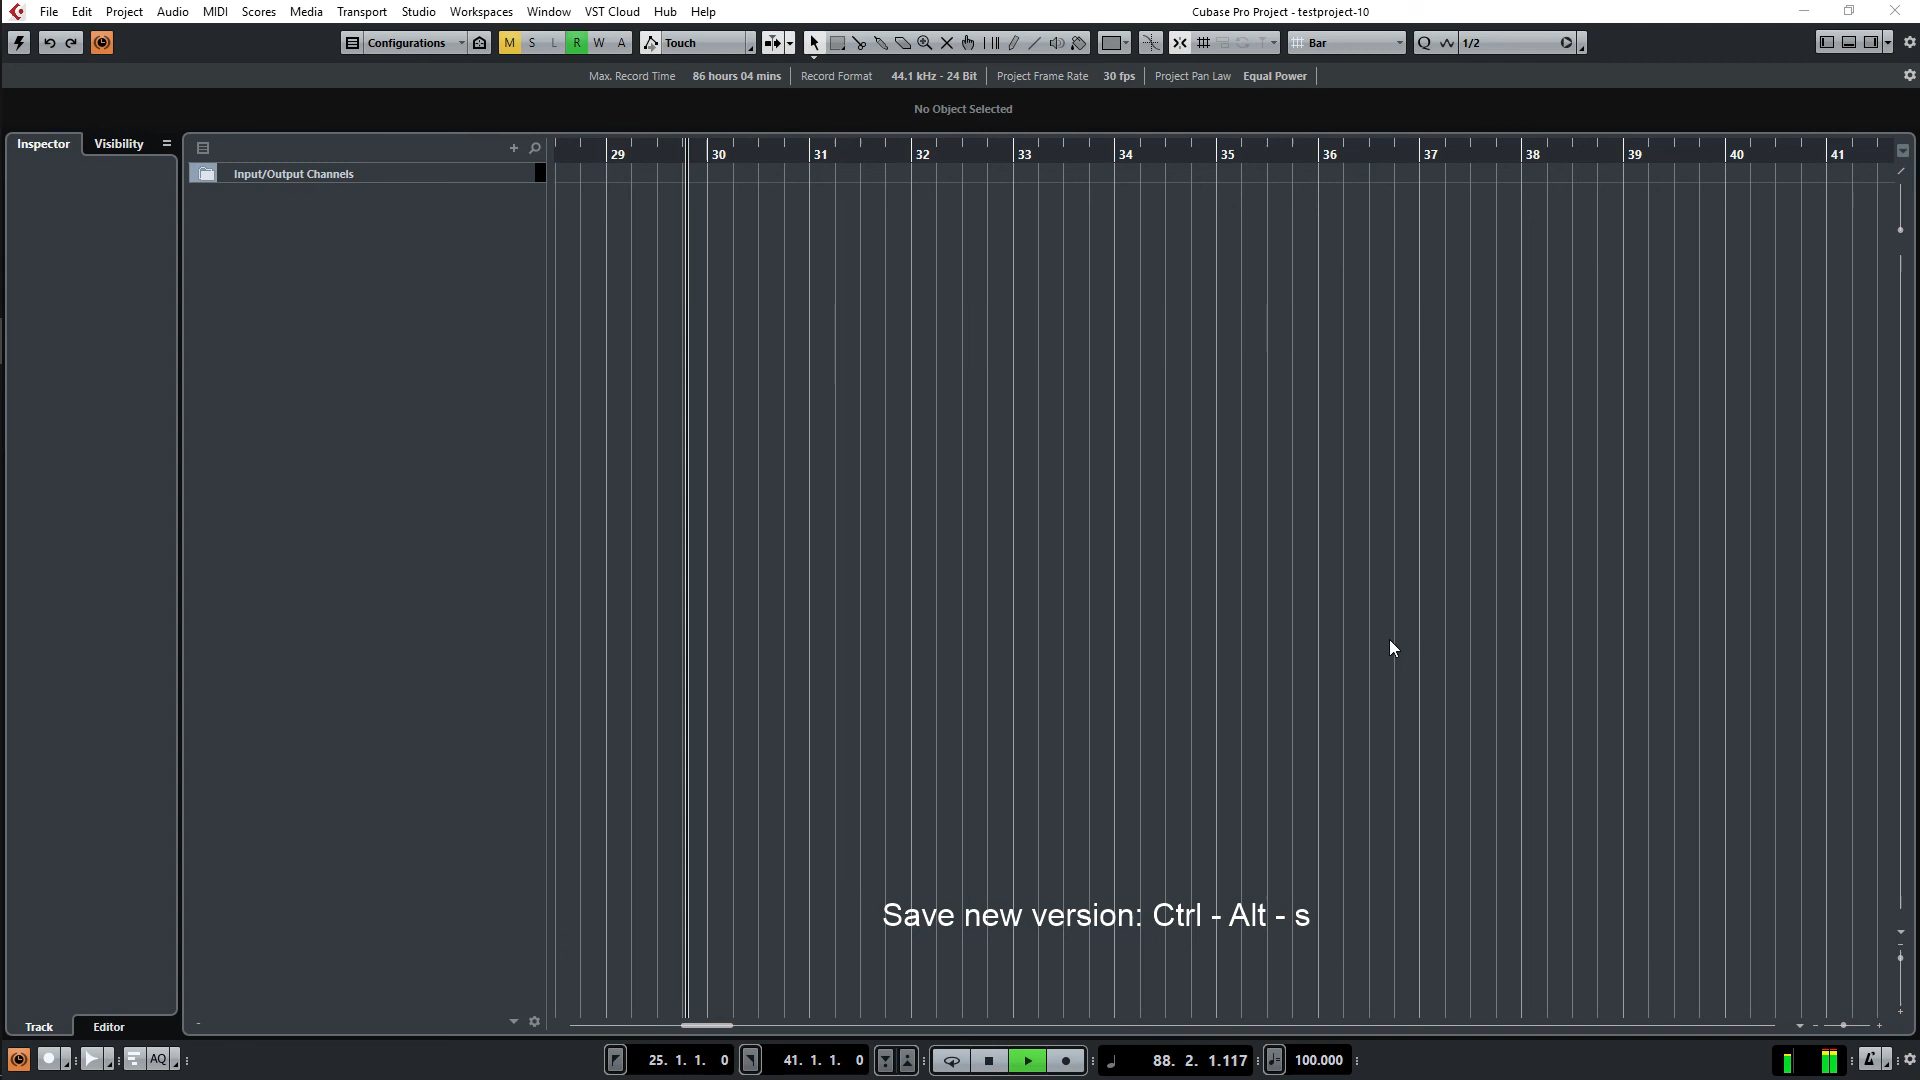 File Edit Project Audio MIDI Scores Media Transport Studio Workspaces Window VST Cloud Hub Help
Cubase Pro Project - testproject-10
Configurations M S L R W A Touch Bar Q 1/2
Max. Record Time 86 hours 04 mins Record Format 44.1 kHz - 24 Bit Project Frame Rate 30 fps Project Pan Law Equal Power
No Object Selected
Inspector Visibility
29 30 31 32 33 34 35 36 37 38 39 40 41
Input/Output Channels
Save new version: Ctrl - Alt - s
Track Editor
AQ 25. 1. 1. 0 41. 1. 1. 0 88. 2. 1.117 100.000